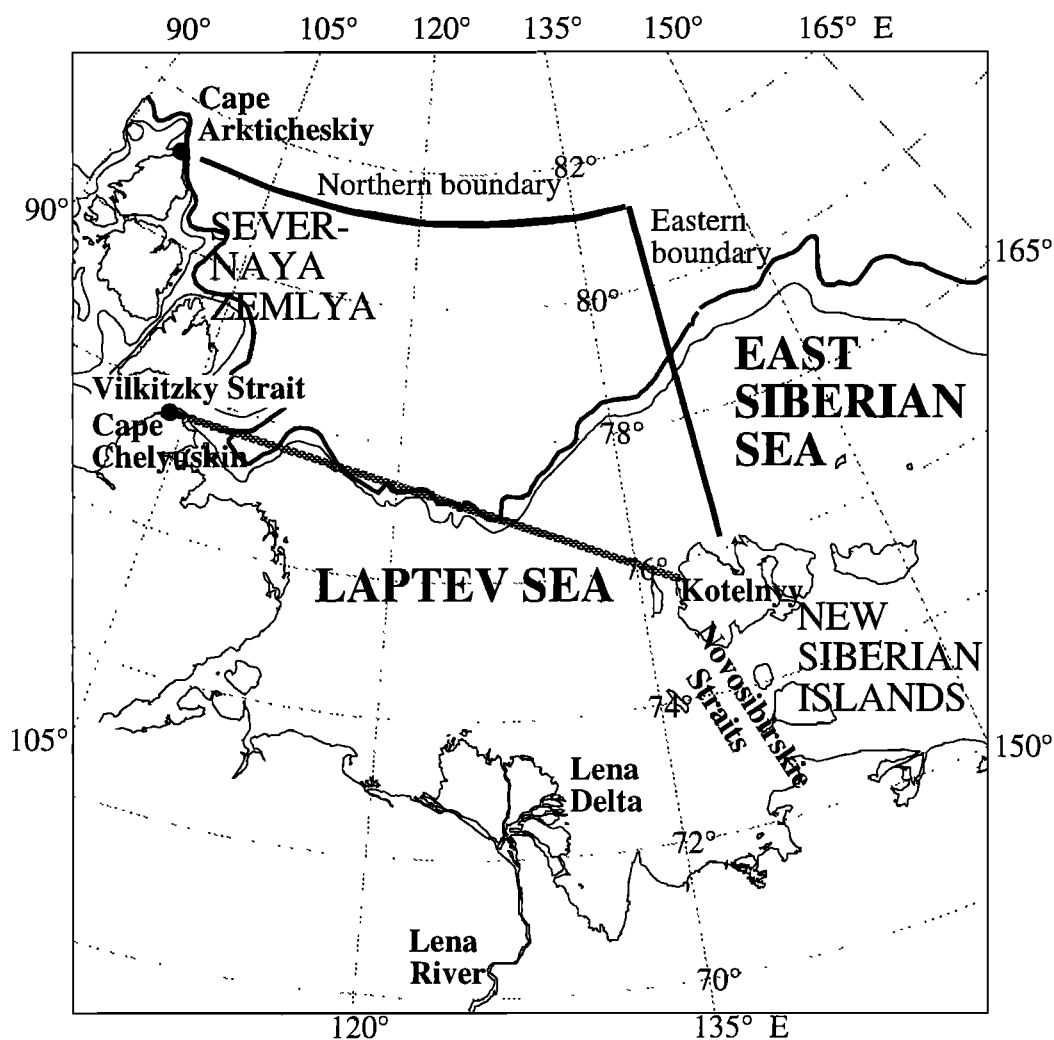 90° 105° 120° 135° 150° 165° E
Cape
Arkticheskiy
82°
Northern boundary
90°
SEVER-
NAYA
ZEMLYA
Eastern
boundary
165°
80°
EAST
SIBERIAN
SEA
Vilkitzky Strait
Cape
Chelyuskin
78°
76°
LAPTEV SEA
Kotelnyy
NEW
SIBERIAN
ISLANDS
Novosibirskie
Straits
74°
105°
150°
Lena
Delta
72°
Lena
River
70°
120° 135° E